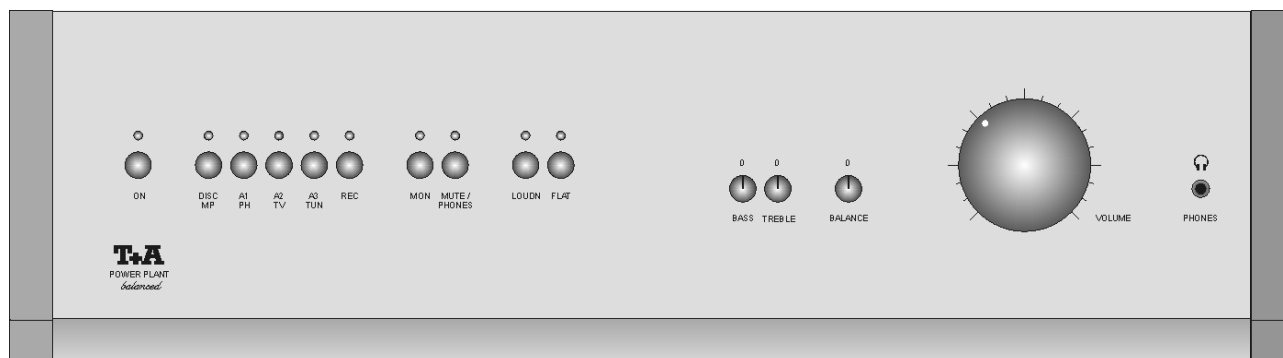 0 0 0
ON DISC MP A1 PH A2 TV A3 TUN REC MON MUTE / PHONES LOUDN FLAT BASS TREBLE BALANCE VOLUME PHONES
T+A
POWER PLANT
balanced